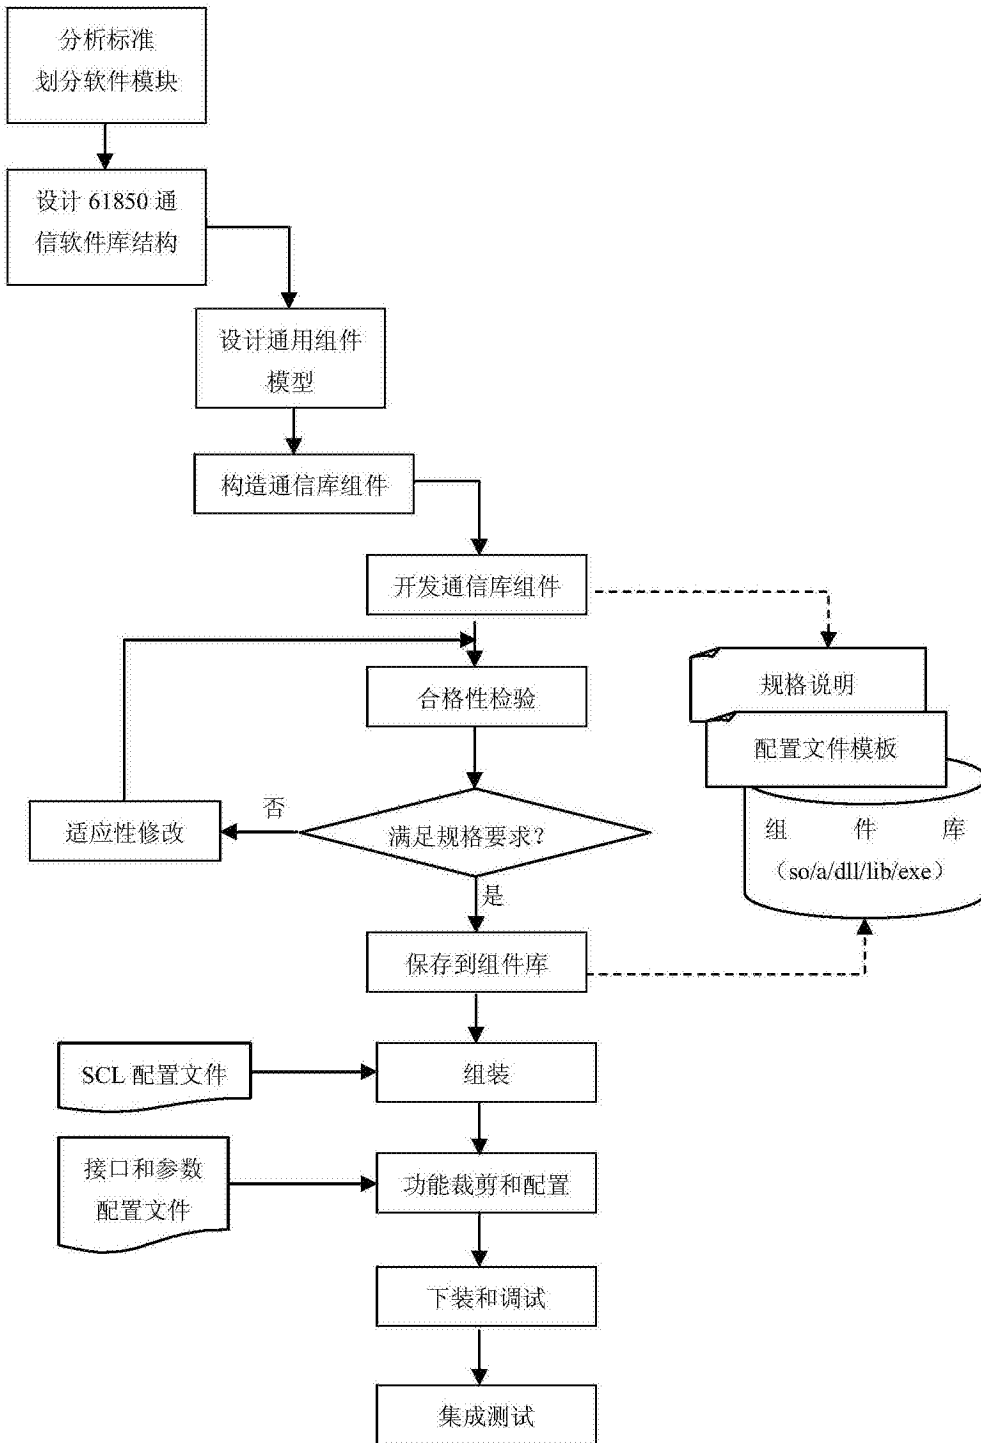 分析标准
划分软件模块
设计 61850 通
信软件库结构
设计通用组件
模型
构造通信库组件
开发通信库组件
规格说明
合格性检验
配置文件模板
否
适应性修改
满足规格要求?
组件库
（so/a/dll/lib/exe）
是
保存到组件库
SCL 配置文件
组装
接口和参数
配置文件
功能裁剪和配置
下装和调试
集成测试